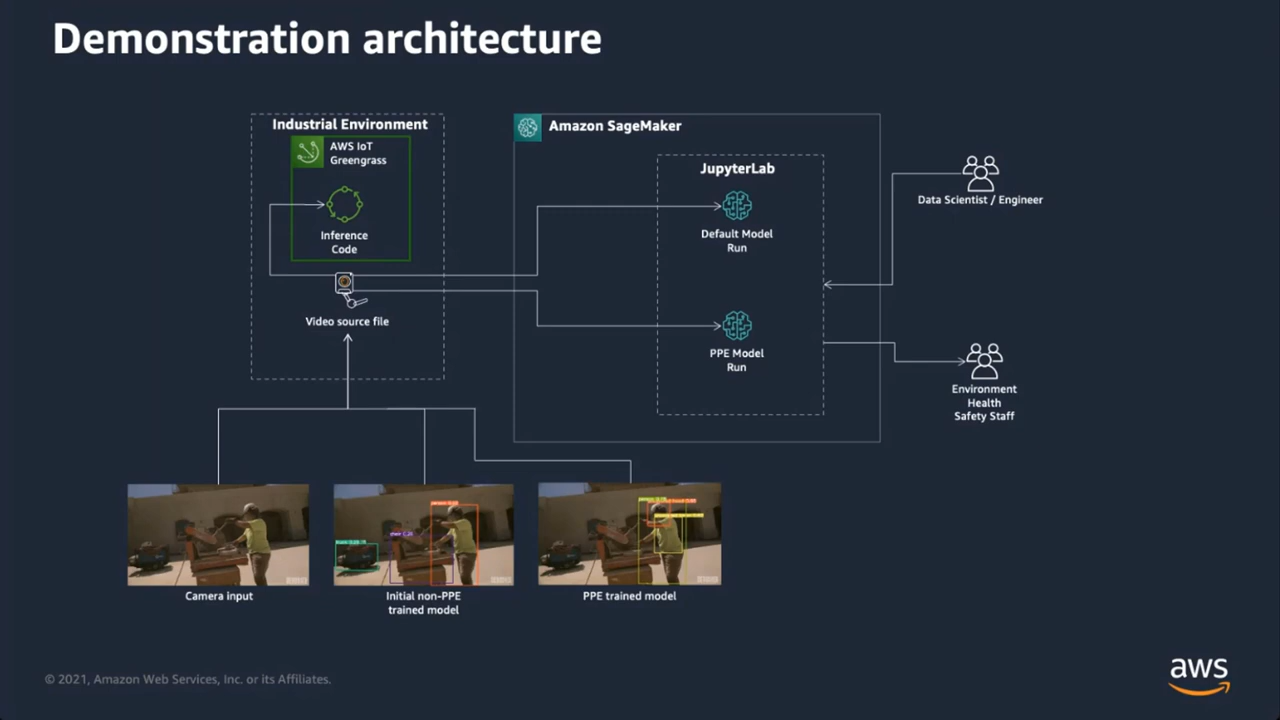 Demonstration architecture
Industrial Environment
AWS IoT
Greengrass
Inference
Code
Video source file
Amazon SageMaker
JupyterLab
Default Model
Run
PPE Model
Run
Data Scientist / Engineer
Environment
Health
Safety Staff
Camera input
Initial non-PPE
trained model
PPE trained model
© 2021, Amazon Web Services, Inc. or its Affiliates.
aws